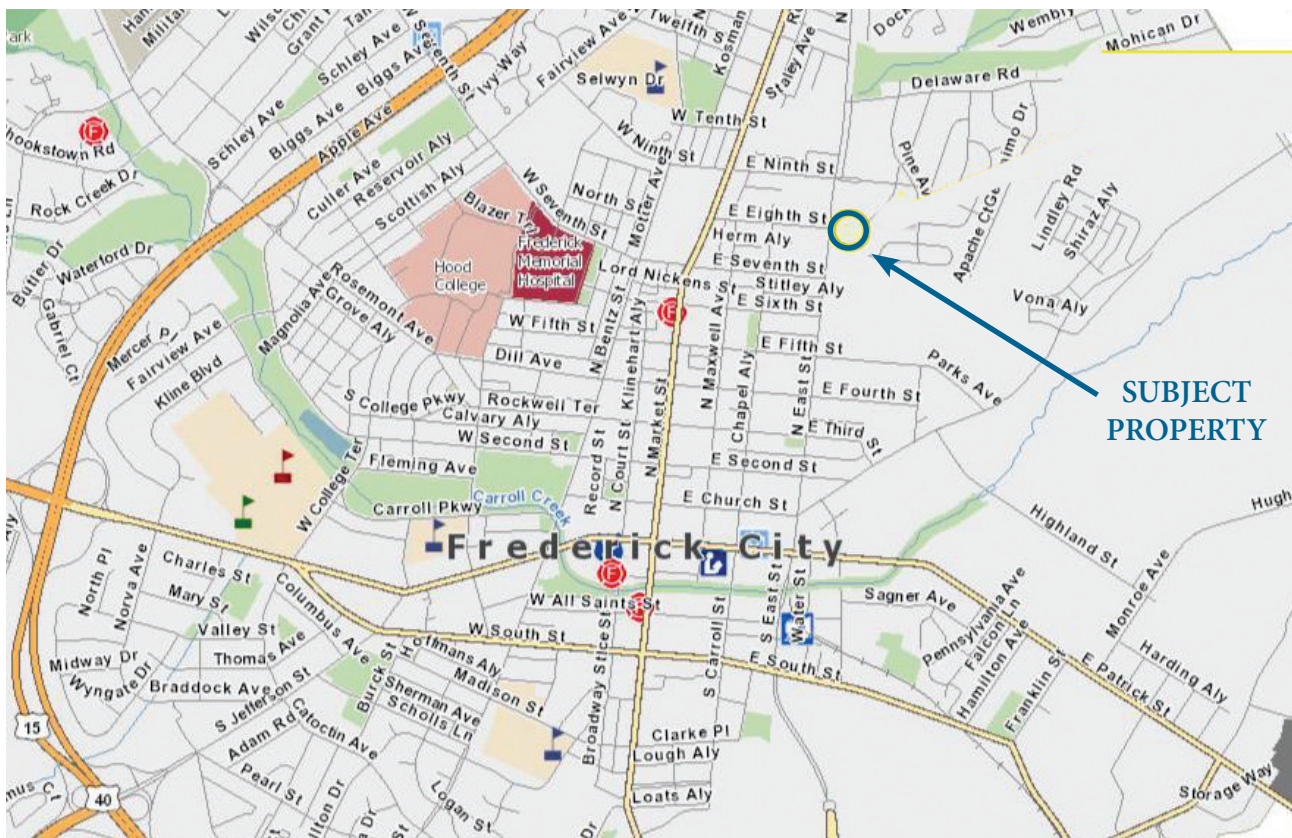 Park
Military
Schley Ave
Biggs Ave
N Seventh St
Ivy Way
Fairview Ave
Twelfth S
Kosman
Staley Ave
Wembly
Mohican Dr
Delaware Rd
Selwyn Dr
W Tenth St
Schley Ave
Biggs Ave
Apple Ave
hookstown Rd
Rock Creek Dr
Culler Ave
Reservoir Aly
Scottish Aly
W Ninth St
E Ninth St
Pine Av
nimo Dr
North S
Motter Ave
W Seventh St
Blazer Trl
Frederick
Memorial
Hospital
Hood
College
E Eighth St
Herm Aly
E Seventh St
Stitley Aly
E Sixth St
Lord Nickens St
Apache Ct
Lindley Rd
Shiraz Aly
Vona Aly
Butler Dr
Waterford Dr
Gabriel Ct
Mercer Pl
Fairview Ave
Kline Blvd
Magnolia Ave
Rosemont Ave
Grove Aly
W Fifth St
Dill Ave
N Bentz St
Klinehart Aly
N Market St
N Maxwell Av
Chapel Aly
N East St
E Fifth St
E Fourth St
E Third St
Parks Ave
SUBJECT
PROPERTY
S College Pkwy
Rockwell Ter
Calvary Aly
W Second St
Record St
N Court St
E Second St
Fleming Ave
W College Ter
Carroll Pkwy
Carroll Creek
E Church St
Highland St
Hugh
Frederick City
F
F
F
North Pl
Norva Ave
Charles St
Mary St
Valley St
Thomas Ave
Columbus Ave
W All Saints St
W South St
S East St
Water St
Sagner Ave
Pennsylvania Ave
Falcon Ln
Hamilton Ave
Monroe Ave
Franklin St
E Patrick St
Harding Aly
Midway Dr
Wyngate Dr
Braddock Ave
S Jefferson St
Burck St
Hoffmans Aly
Madison St
Sherman Ave
Scholls Ln
Broadway St
Stice St
S Carroll St
E South St
Adam Rd
Catoctin Ave
Clarke Pl
Lough Aly
Loats Aly
15
40
mus Ct
Pearl St
Logan St
Storage Way